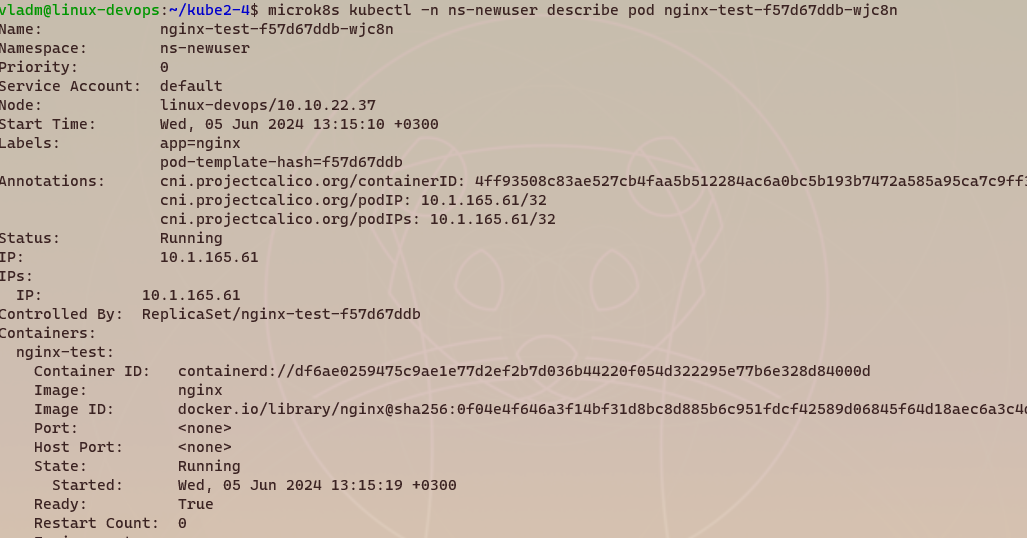 vladm@linux-devops:~/kube2-4$ microk8s kubectl -n ns-newuser describe pod nginx-test-f57d67ddb-wjc8n
Name:             nginx-test-f57d67ddb-wjc8n
Namespace:        ns-newuser
Priority:         0
Service Account:  default
Node:             linux-devops/10.10.22.37
Start Time:       Wed, 05 Jun 2024 13:15:10 +0300
Labels:           app=nginx
                  pod-template-hash=f57d67ddb
Annotations:      cni.projectcalico.org/containerID: 4ff93508c83ae527cb4faa5b512284ac6a0bc5b193b7472a585a95ca7c9ff3
                  cni.projectcalico.org/podIP: 10.1.165.61/32
                  cni.projectcalico.org/podIPs: 10.1.165.61/32
Status:           Running
IP:               10.1.165.61
IPs:
  IP:           10.1.165.61
Controlled By:  ReplicaSet/nginx-test-f57d67ddb
Containers:
  nginx-test:
    Container ID:   containerd://df6ae0259475c9ae1e77d2ef2b7d036b44220f054d322295e77b6e328d84000d
    Image:          nginx
    Image ID:       docker.io/library/nginx@sha256:0f04e4f646a3f14bf31d8bc8d885b6c951fdcf42589d06845f64d18aec6a3c4d
    Port:           <none>
    Host Port:      <none>
    State:          Running
      Started:      Wed, 05 Jun 2024 13:15:19 +0300
    Ready:          True
    Restart Count:  0